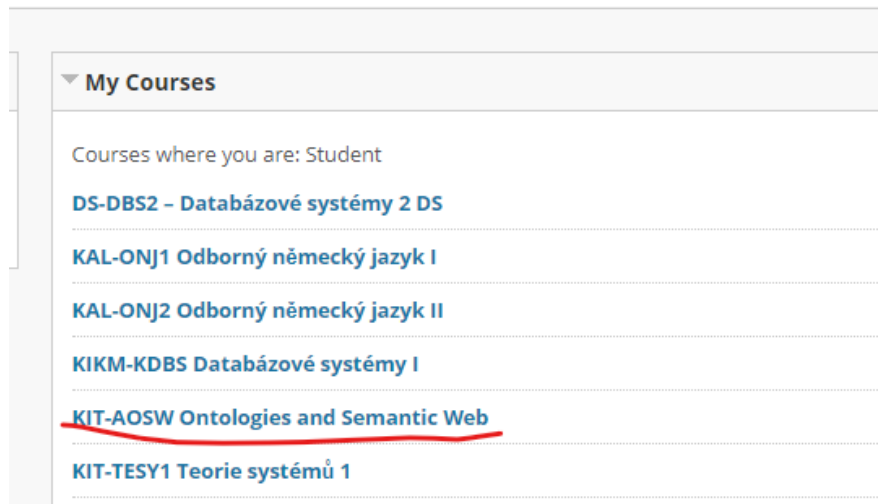 My Courses
Courses where you are: Student
DS-DBS2 – Databázové systémy 2 DS
KAL-ONJ1 Odborný německý jazyk I
KAL-ONJ2 Odborný německý jazyk II
KIKM-KDBS Databázové systémy I
KIT-AOSW Ontologies and Semantic Web
KIT-TESY1 Teorie systémů 1